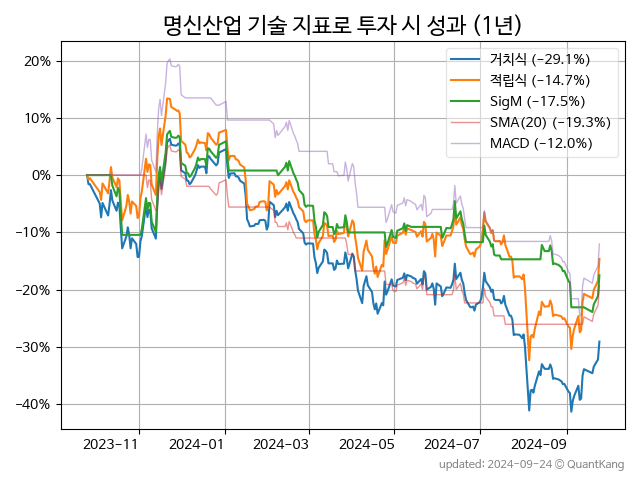 명신산업 기술 지표로 투자 시 성과 (1년)
거치식 (−29.1%)
적립식 (−14.7%)
SigM (−17.5%)
SMA(20) (−19.3%)
MACD (−12.0%)
20%
10%
0%
−10%
−20%
−30%
−40%
2023−11
2024−01
2024−03
2024−05
2024−07
2024−09
updated: 2024−09−24 © QuantKang